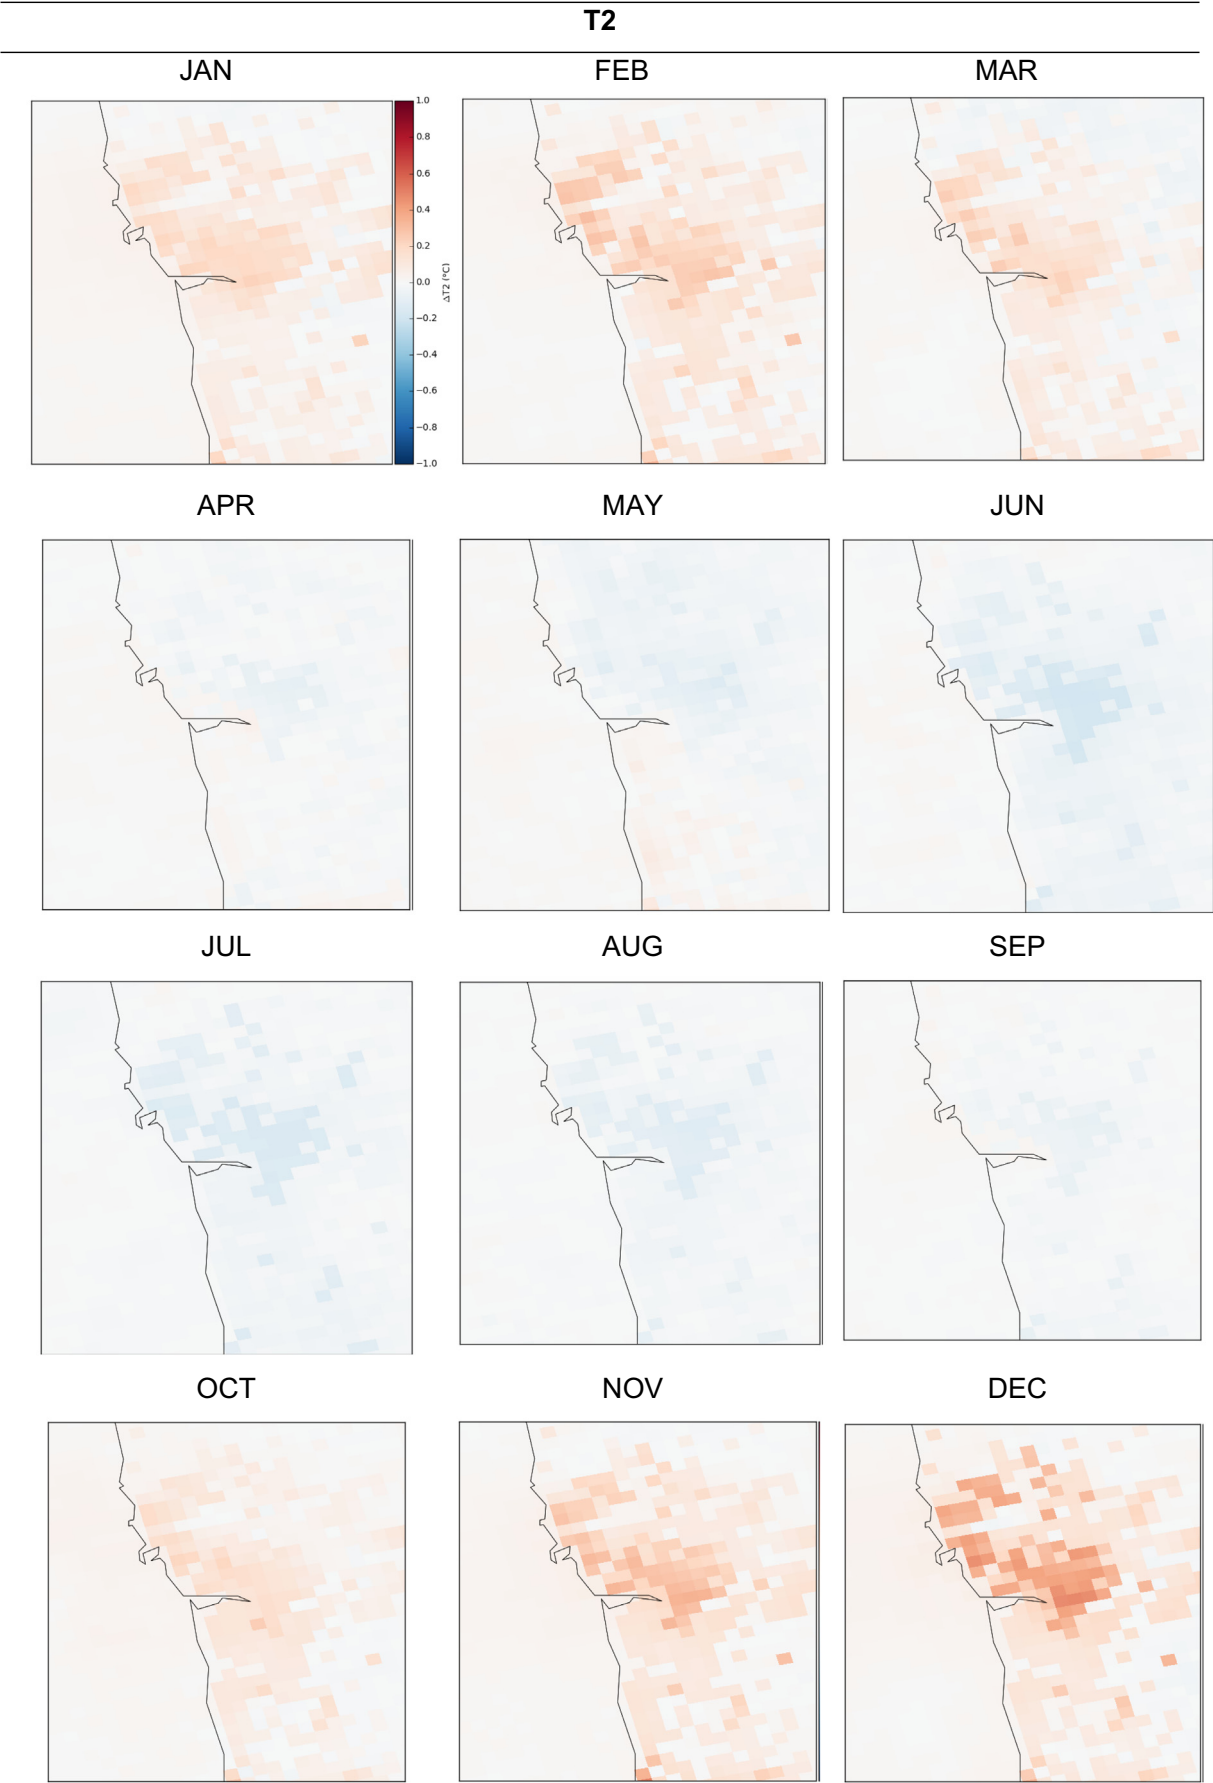 T2
JAN FEB MAR
1.0
0.8
0.6
0.4
0.2
0.0
−0.2
−0.4
−0.6
−0.8
−1.0
ΔT2 (°C)
APR MAY JUN
JUL AUG SEP
OCT NOV DEC